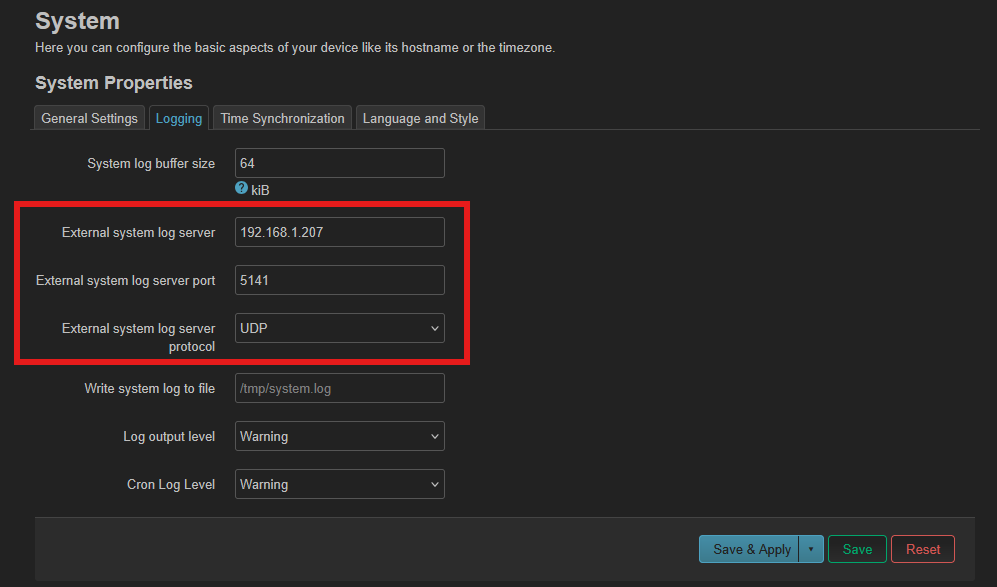 System
Here you can configure the basic aspects of your device like its hostname or the timezone.
System Properties
General Settings Logging Time Synchronization Language and Style
System log buffer size 64
? kiB
External system log server 192.168.1.207
External system log server port 5141
External system log server UDP
protocol
Write system log to file /tmp/system.log
Log output level Warning
Cron Log Level Warning
Save & Apply Save Reset